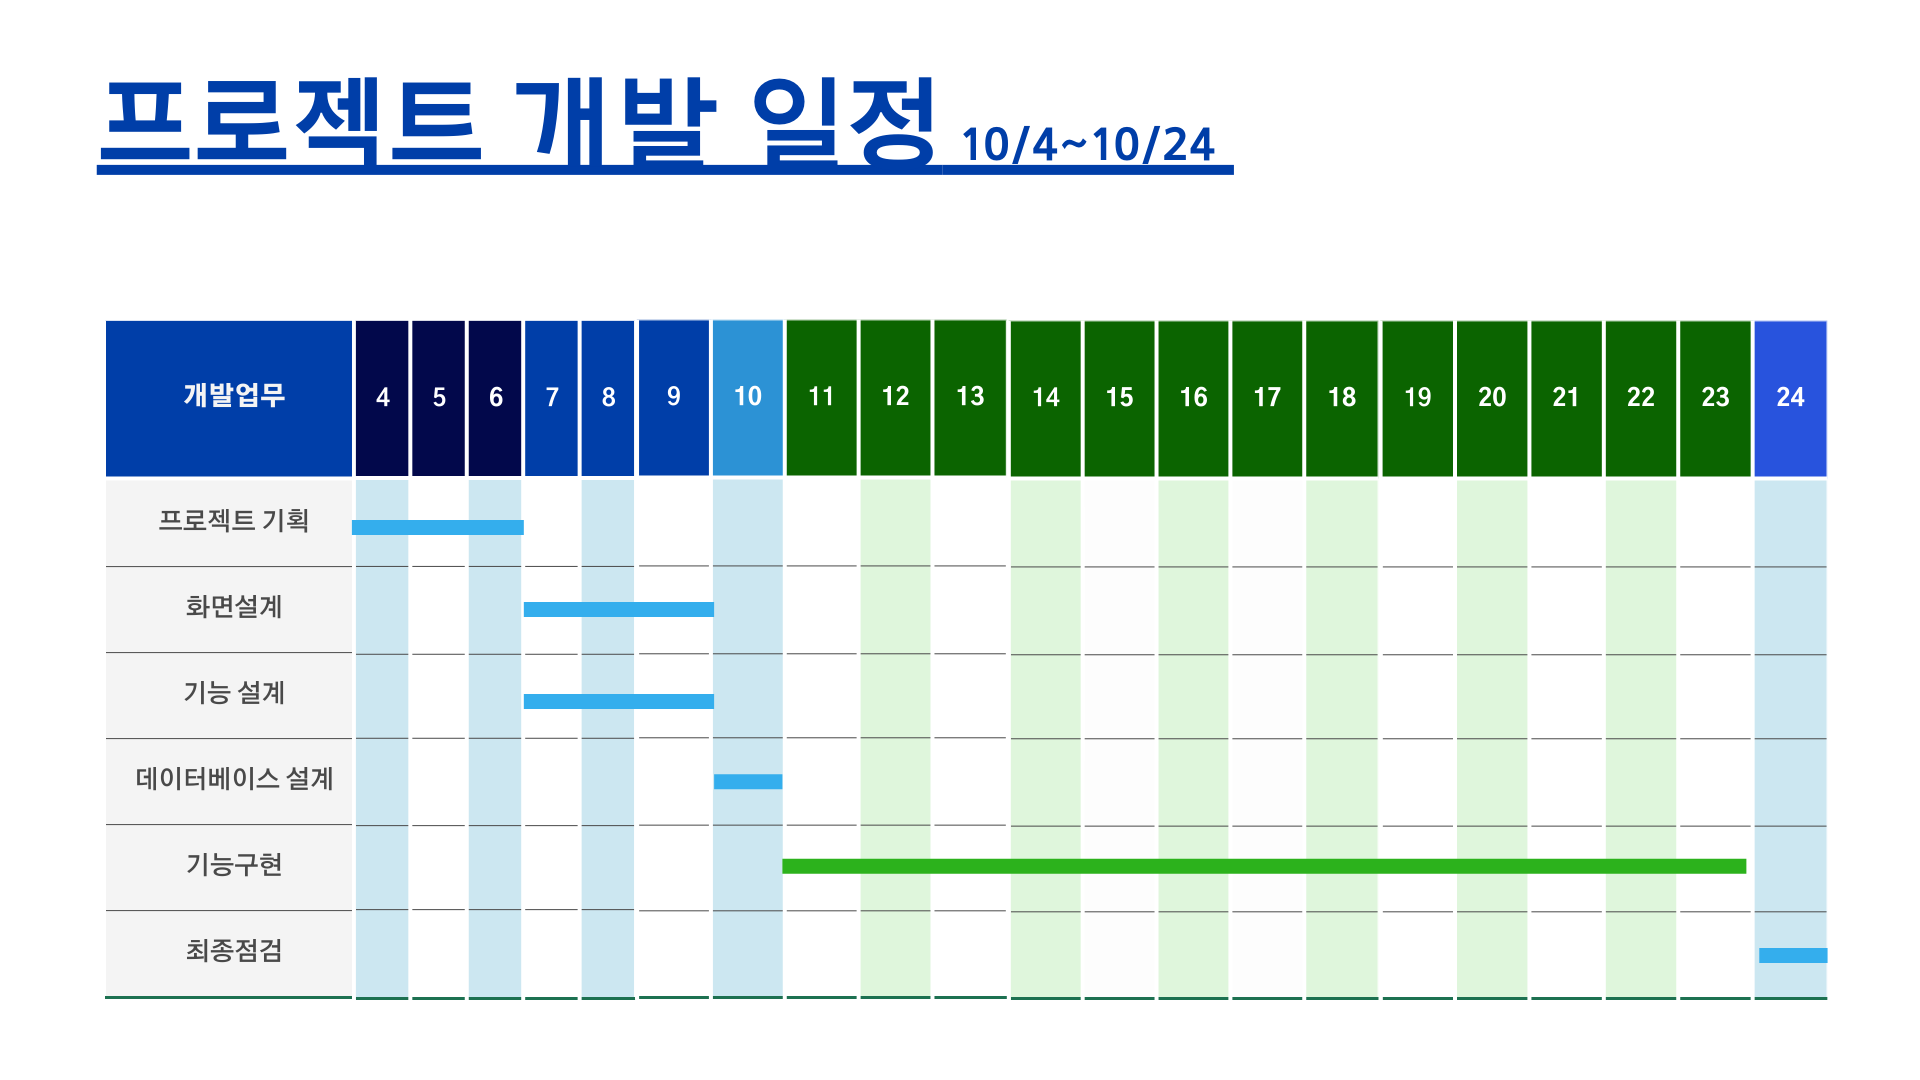 프로젝트 개발 일정 10/4~10/24
개발업무 4 5 6 7 8 9 10 11 12 13 14 15 16 17 18 19 20 21 22 23 24
프로젝트 기획
화면설계
기능 설계
데이터베이스 설계
기능구현
최종점검